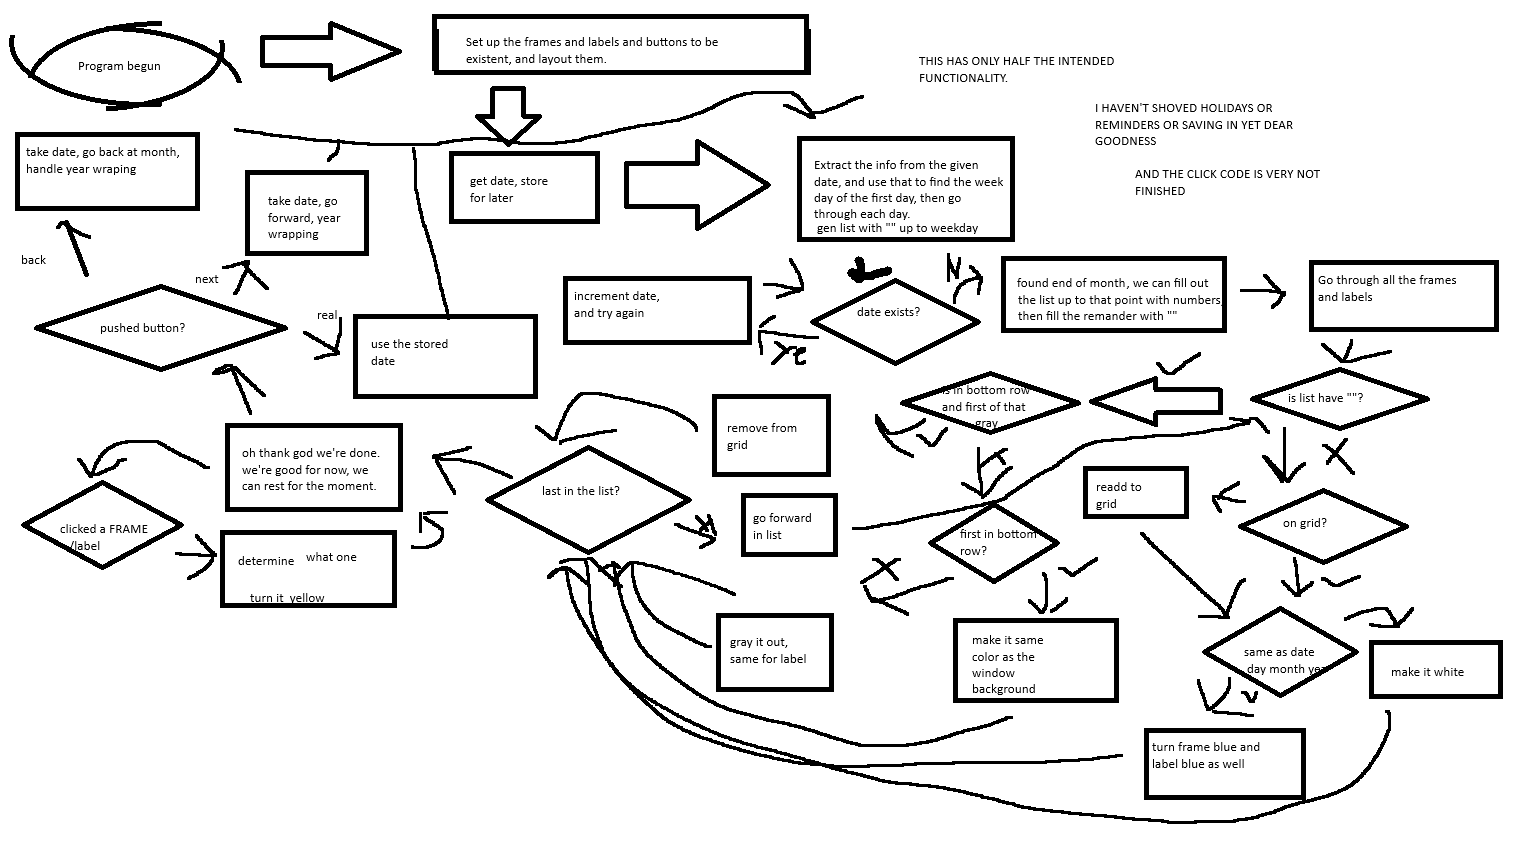 Program begun
Set up the frames and labels and buttons to be
existent, and layout them.
THIS HAS ONLY HALF THE INTENDED
FUNCTIONALITY.
I HAVEN'T SHOVED HOLIDAYS OR
REMINDERS OR SAVING IN YET DEAR
GOODNESS
AND THE CLICK CODE IS VERY NOT
FINISHED
take date, go back at month,
handle year wraping
take date, go
forward, year
wrapping
get date, store
for later
Extract the info from the given
date, and use that to find the week
day of the first day, then go
through each day.
gen list with "" up to weekday
back
next
pushed button?
real
use the stored
date
increment date,
and try again
date exists?
N
found end of month, we can fill out
the list up to that point with numbers,
then fill the remander with ""
Go through all the frames
and labels
is list have ""?
is in bottom row
and first of that
gray
remove from
grid
oh thank god we're done.
we're good for now, we
can rest for the moment.
last in the list?
clicked a FRAME
/label
determine what one
turn it yellow
go forward
in list
first in bottom
row?
readd to
grid
on grid?
gray it out,
same for label
make it same
color as the
window
background
same as date
day month
make it white
turn frame blue and
label blue as well